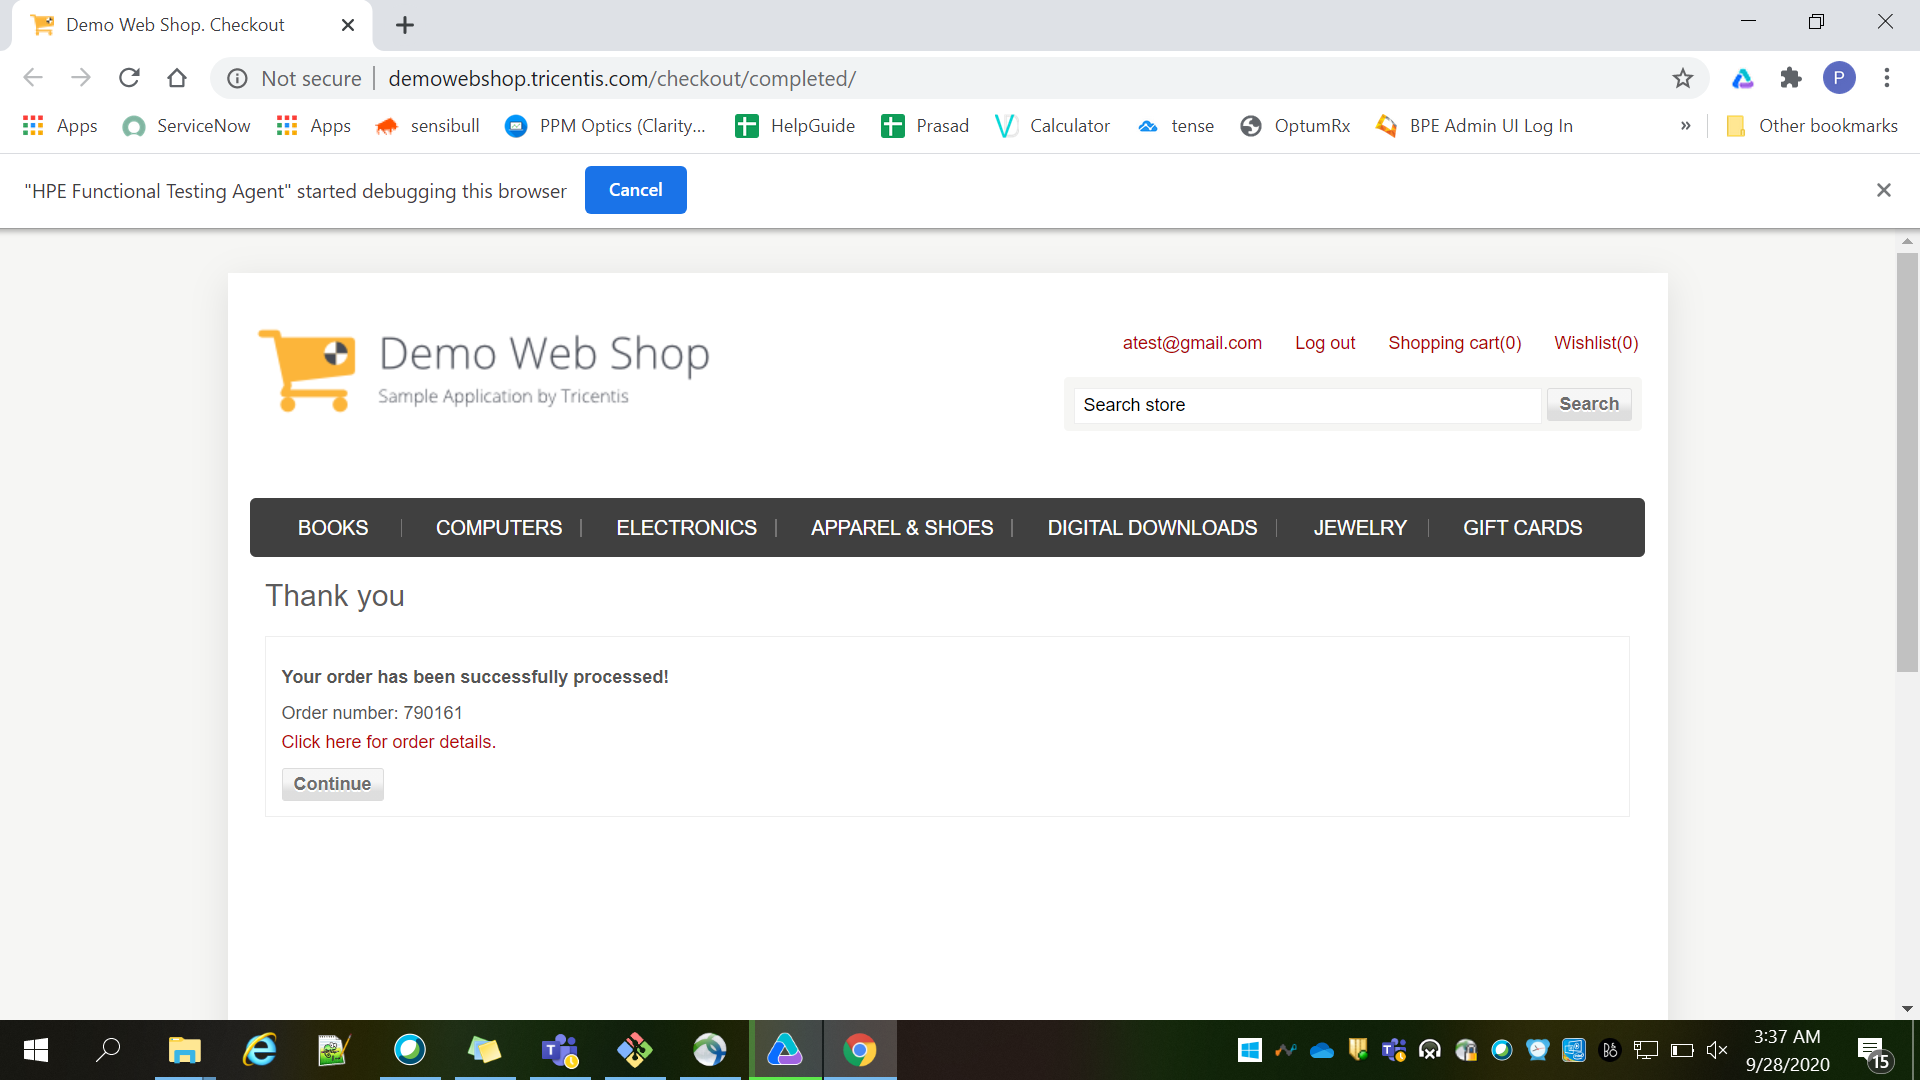 Demo Web Shop. Checkout
Not secure demowebshop.tricentis.com/checkout/completed/
P
Apps ServiceNow Apps sensibull PPM Optics (Clarity... HelpGuide Prasad Calculator tense OptumRx BPE Admin UI Log In » Other bookmarks
"HPE Functional Testing Agent" started debugging this browser Cancel
Demo Web Shop
Sample Application by Tricentis
atest@gmail.com Log out Shopping cart(0) Wishlist(0)
Search store Search
BOOKS COMPUTERS ELECTRONICS APPAREL & SHOES DIGITAL DOWNLOADS JEWELRY GIFT CARDS
Thank you
Your order has been successfully processed!
Order number: 790161
Click here for order details.
Continue
3:37 AM
9/28/2020
15